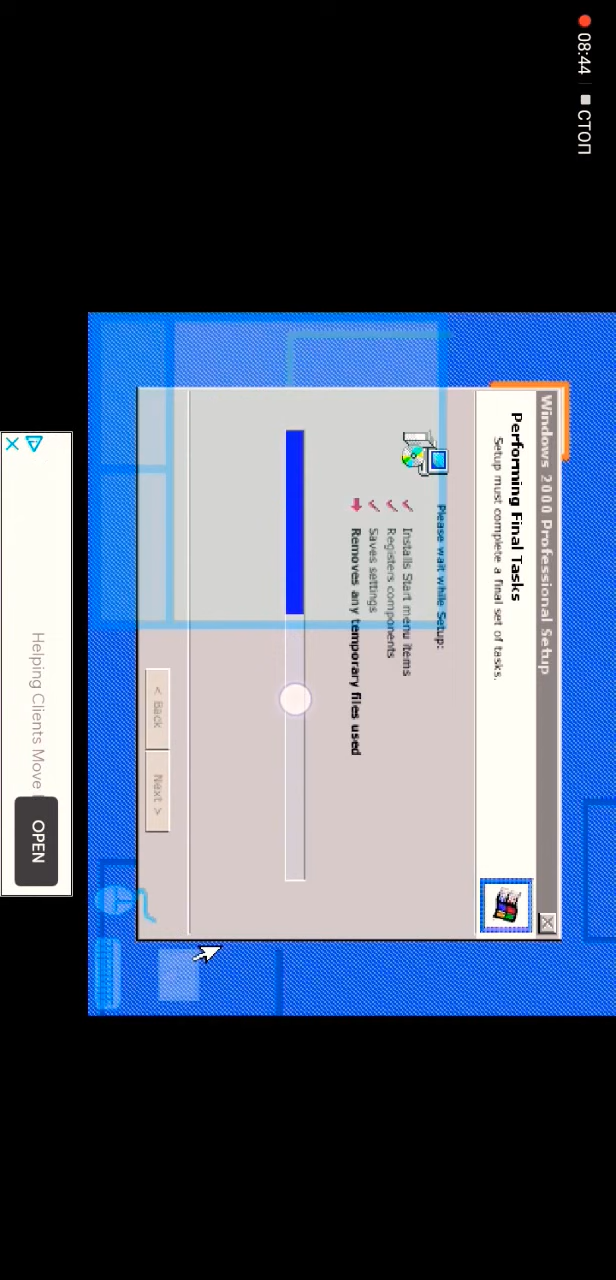 08:44 СТОП
Windows 2000 Professional Setup
Performing Final Tasks
Setup must complete a final set of tasks.
Please wait while Setup:
Installs Start menu items
Registers components
Saves settings
Removes any temporary files used
< Back Next >
Helping Clients Move
OPEN